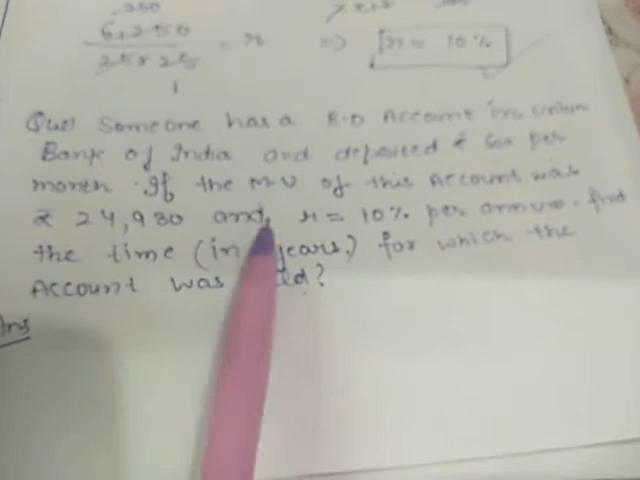 .250
6,250 = r => r = 10%
25×25
1
Que! Someone has a R.D Account in union
Bank of India and deposited ₹ 600 per
month. If the M.V of this Account was
₹ 24,930 and r = 10% per annum. find
the time (in years,) for which the
Account was held?
Ans